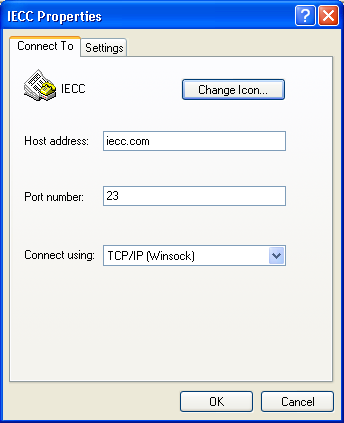 IECC Properties
Connect To Settings
IECC Change Icon...
Host address: iecc.com
Port number: 23
Connect using: TCP/IP (Winsock)
OK Cancel